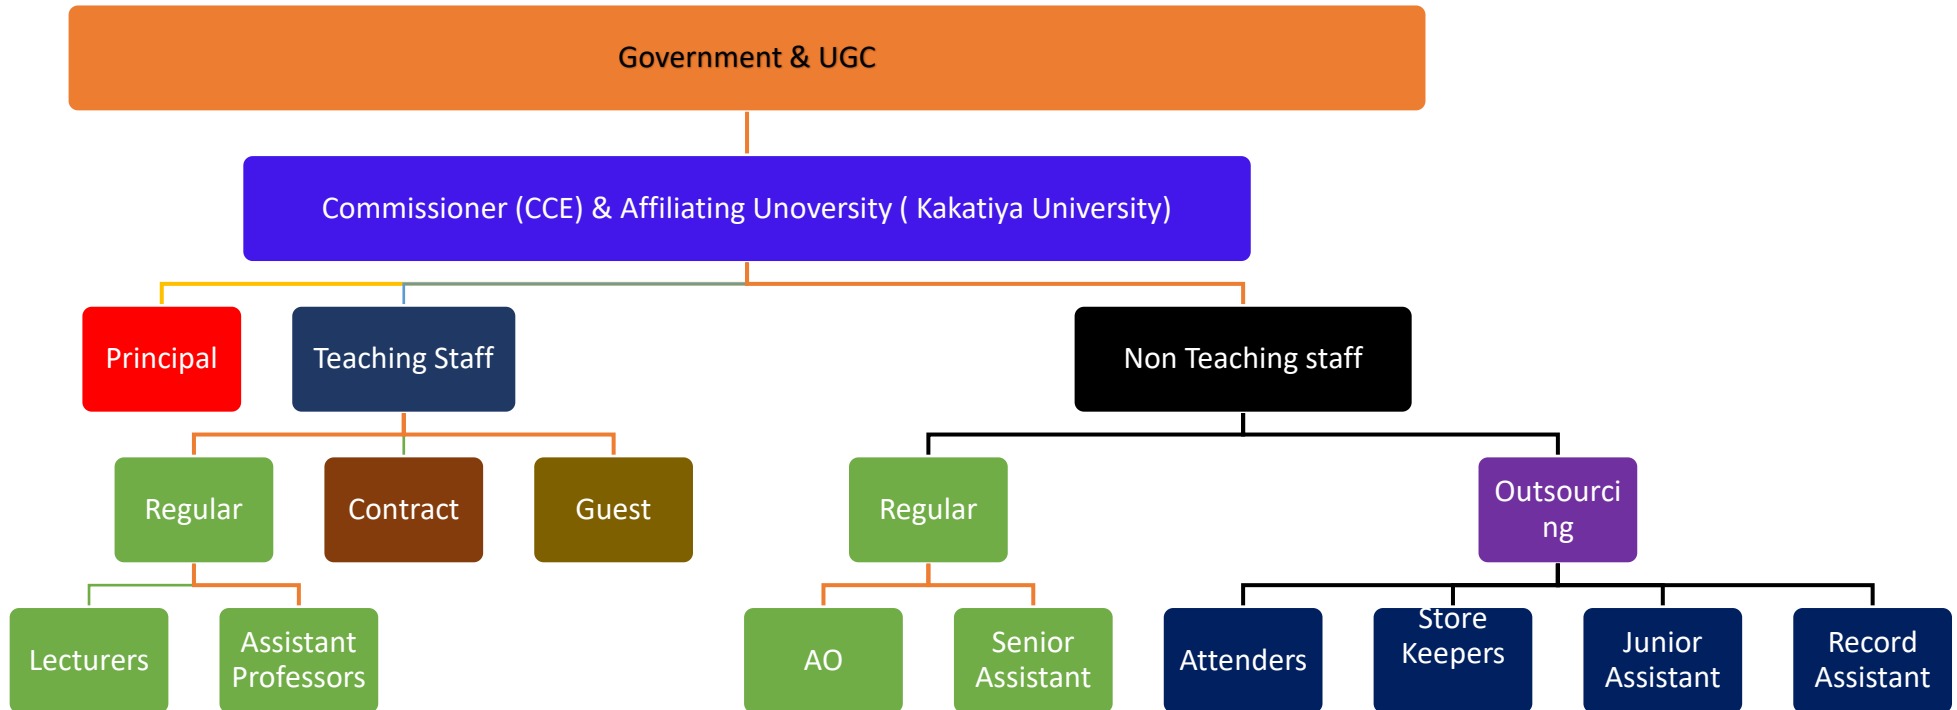 Government & UGC
Commissioner (CCE) & Affiliating Unoversity ( Kakatiya University)
Principal
Teaching Staff
Non Teaching staff
Regular
Contract
Guest
Regular
Outsourci
ng
Lecturers
Assistant
Professors
AO
Senior
Assistant
Attenders
Store
Keepers
Junior
Assistant
Record
Assistant